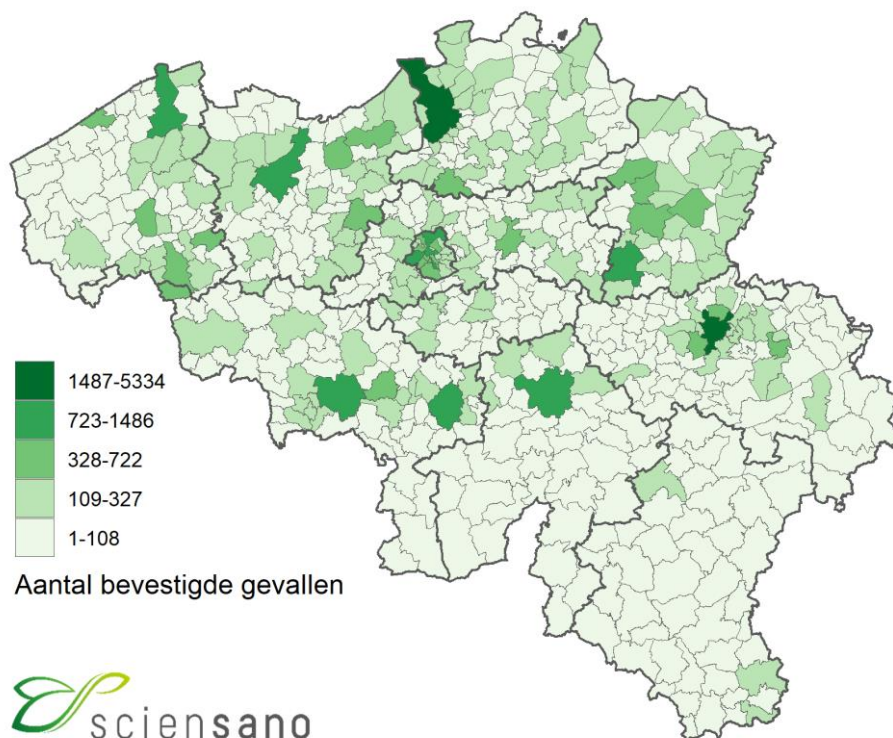 1487-5334
723-1486
328-722
109-327
1-108
Aantal bevestigde gevallen
sciensano